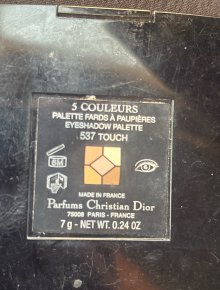 5 COULEURS
PALETTE FARDS À PAUPIÈRES
EYESHADOW PALETTE
537 TOUCH
MADE IN FRANCE
Parfums Christian Dior
75008 PARIS - FRANCE
7 g - NET WT. 0.24 OZ